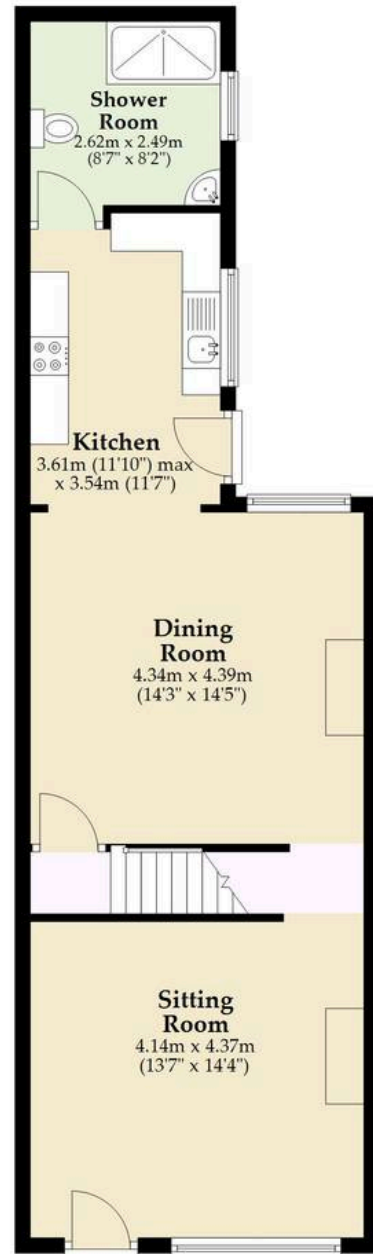 Shower
Room
2.62m x 2.49m
(8'7" x 8'2")
Kitchen
3.61m (11'10") max
x 3.54m (11'7")
Dining
Room
4.34m x 4.39m
(14'3" x 14'5")
Sitting
Room
4.14m x 4.37m
(13'7" x 14'4")